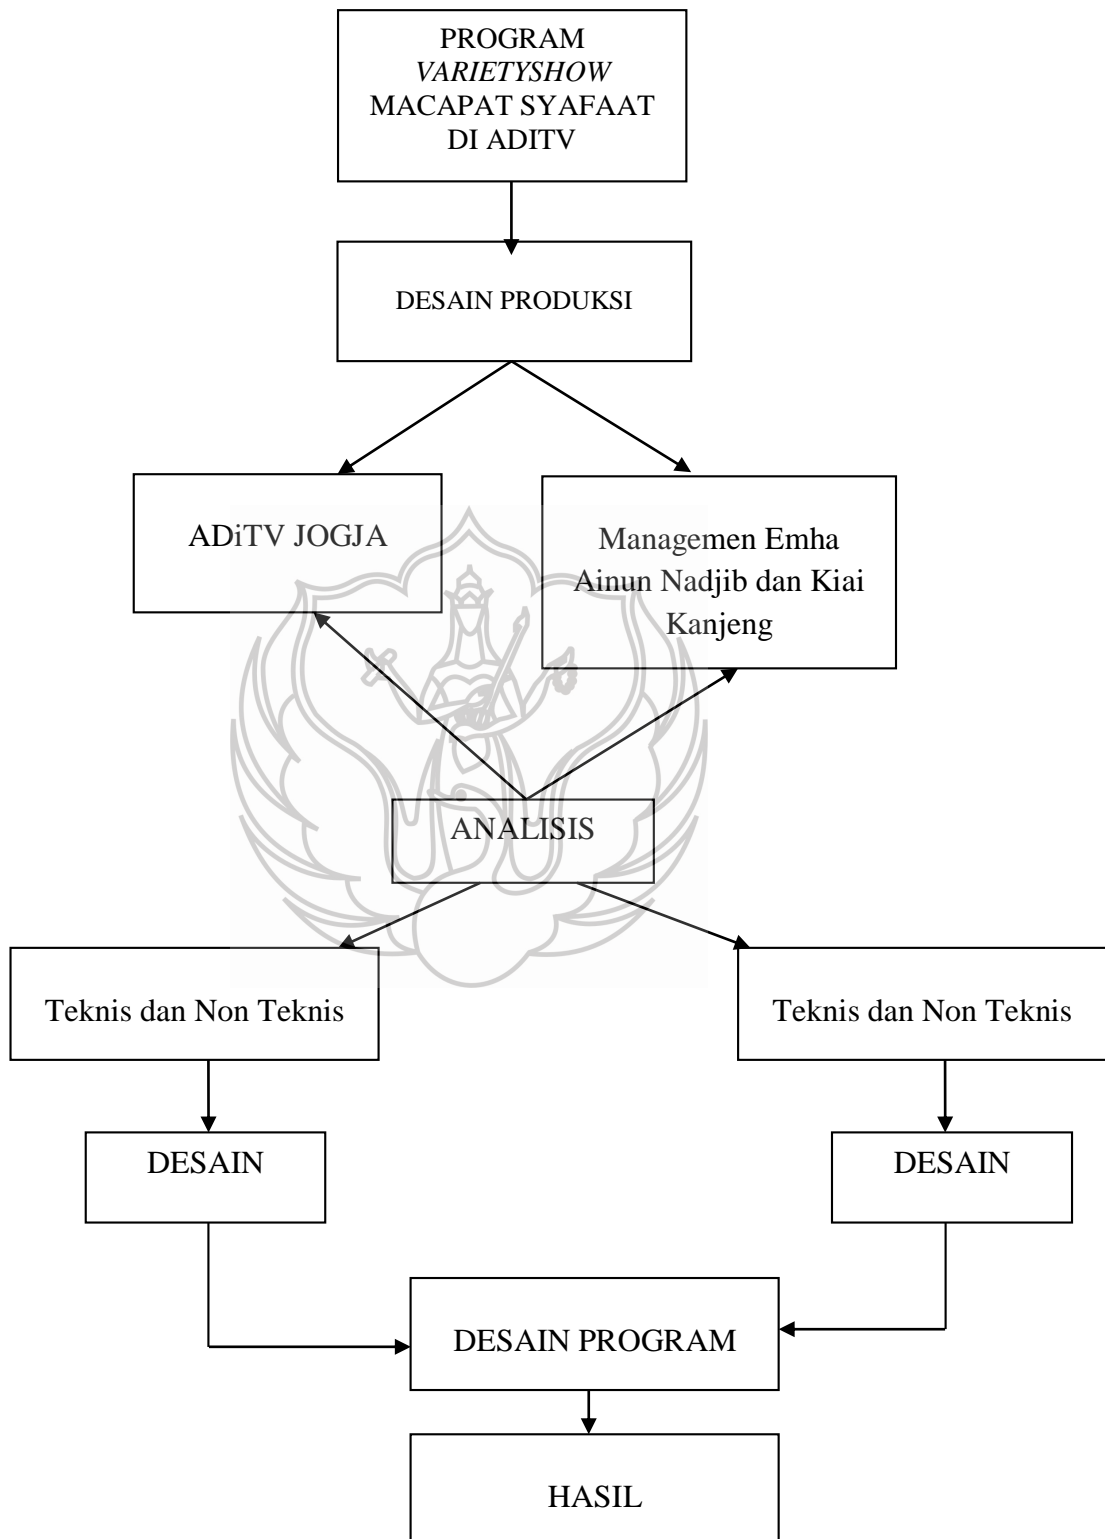 PROGRAM
VARIETYSHOW
MACAPAT SYAFAAT
DI ADITV
DESAIN PRODUKSI
ADiTV JOGJA
Managemen Emha
Ainun Nadjib dan Kiai
Kanjeng
ANALISIS
Teknis dan Non Teknis
Teknis dan Non Teknis
DESAIN
DESAIN
DESAIN PROGRAM
HASIL